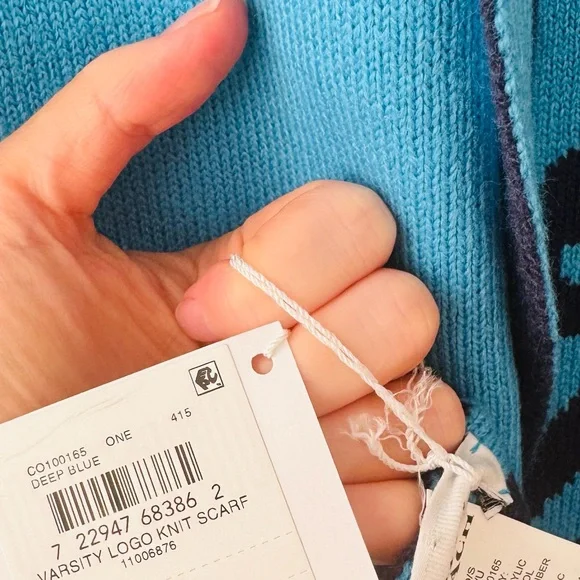 CO100165 ONE 415
DEEP BLUE
7 22947 68386 2
VARSITY LOGO KNIT SCARF
11006876